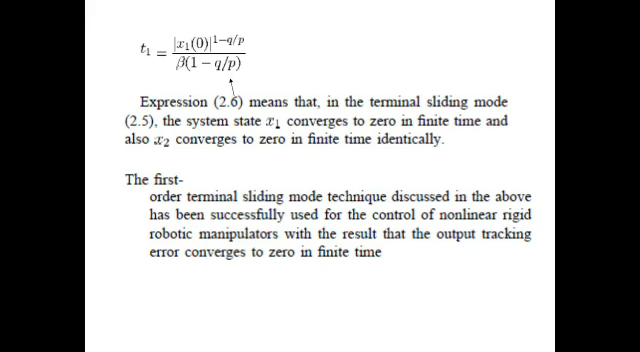 t₁ = |x₁(0)|^{1−q/p} / β(1 − q/p)
Expression (2.6) means that, in the terminal sliding mode
(2.5), the system state x₁ converges to zero in finite time and
also x₂ converges to zero in finite time identically.
The first-
order terminal sliding mode technique discussed in the above
has been successfully used for the control of nonlinear rigid
robotic manipulators with the result that the output tracking
error converges to zero in finite time